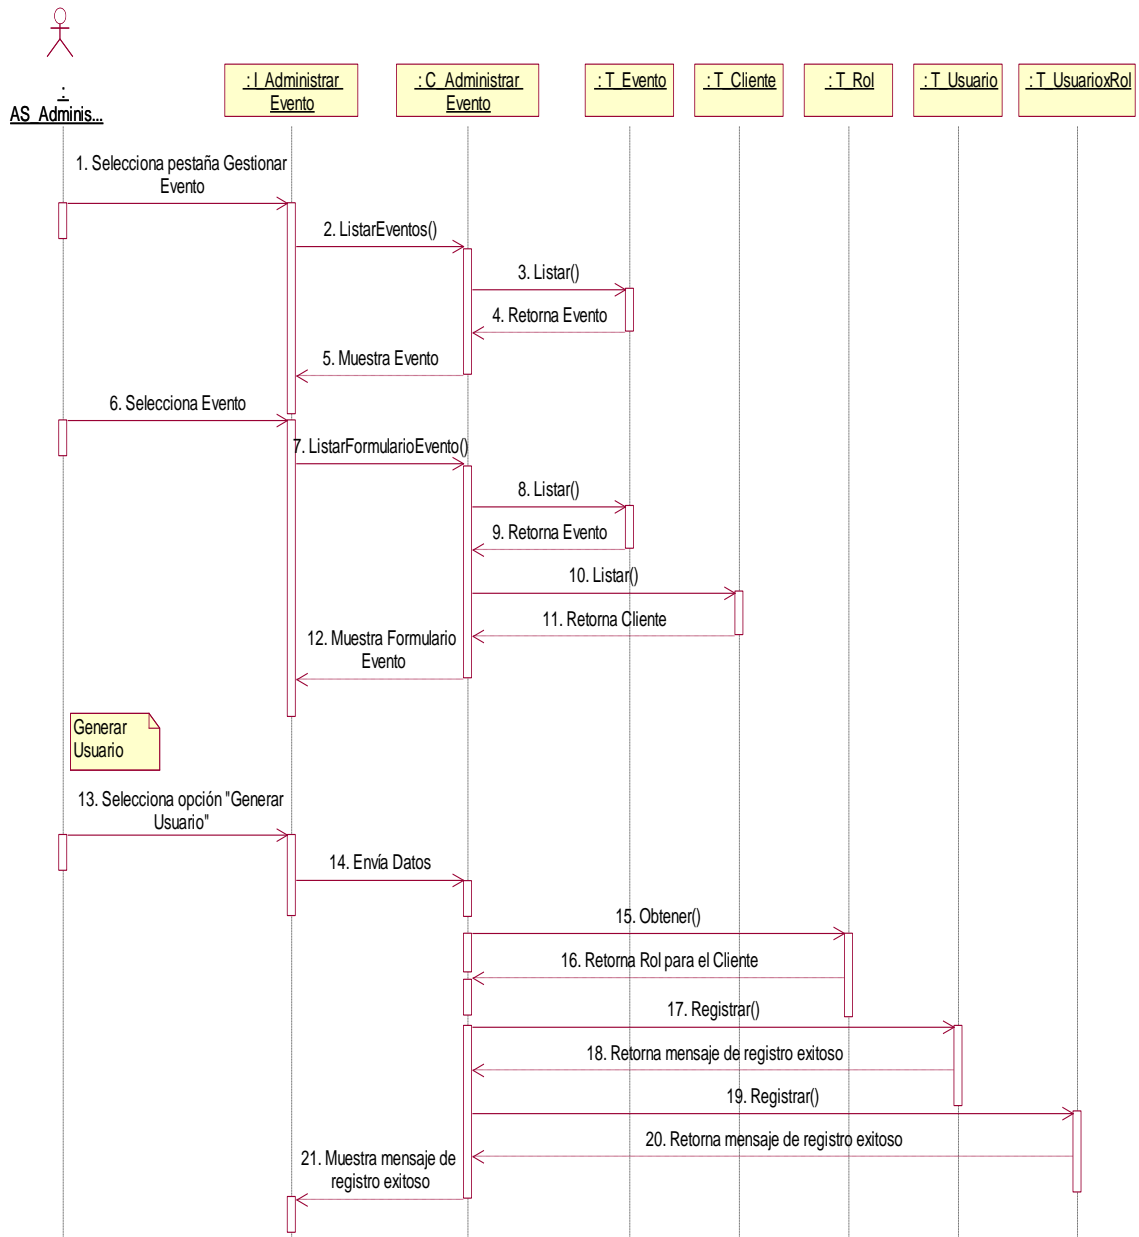 :
AS_Adminis...
: I_Administrar
Evento
: C_Administrar
Evento
: T_Evento
: T_Cliente
: T_Rol
: T_Usuario
: T_UsuarioxRol
1. Selecciona pestaña Gestionar
Evento
2. ListarEventos()
3. Listar()
4. Retorna Evento
5. Muestra Evento
6. Selecciona Evento
7. ListarFormularioEvento()
8. Listar()
9. Retorna Evento
10. Listar()
11. Retorna Cliente
12. Muestra Formulario
Evento
Generar
Usuario
13. Selecciona opción "Generar
Usuario"
14. Envía Datos
15. Obtener()
16. Retorna Rol para el Cliente
17. Registrar()
18. Retorna mensaje de registro exitoso
19. Registrar()
20. Retorna mensaje de registro exitoso
21. Muestra mensaje de
registro exitoso